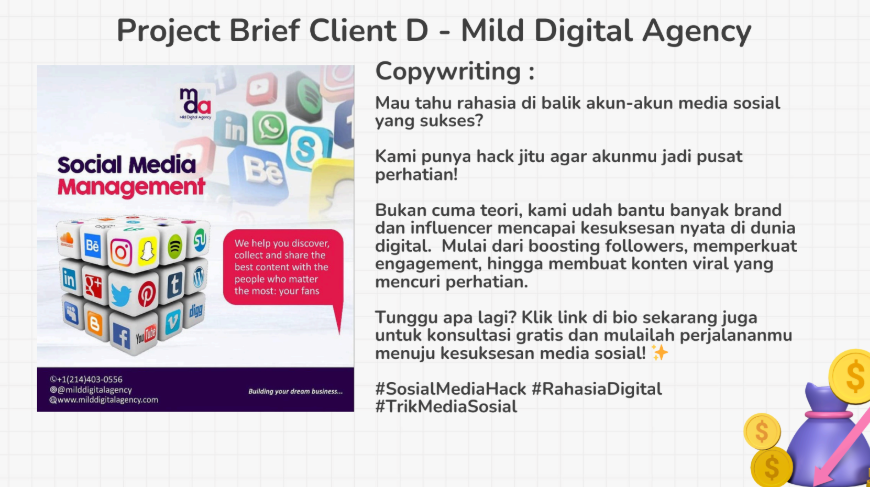 Project Brief Client D - Mild Digital Agency
mda
Mild Digital Agency
Social Media
Management
We help you discover,
collect and share the
best content with the
people who matter
the most: your fans
+1(214)403-0556
@milddigitalagency
www.milddigitalagency.com
Building your dream business...
Copywriting :
Mau tahu rahasia di balik akun-akun media sosial
yang sukses?
Kami punya hack jitu agar akunmu jadi pusat
perhatian!
Bukan cuma teori, kami udah bantu banyak brand
dan influencer mencapai kesuksesan nyata di dunia
digital. Mulai dari boosting followers, memperkuat
engagement, hingga membuat konten viral yang
mencuri perhatian.
Tunggu apa lagi? Klik link di bio sekarang juga
untuk konsultasi gratis dan mulailah perjalananmu
menuju kesuksesan media sosial! ✨
#SosialMediaHack #RahasiaDigital
#TrikMediaSosial